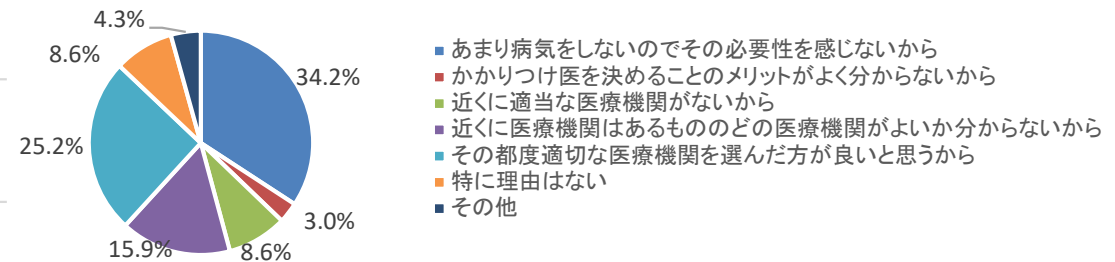 4.3%
8.6%
34.2%
25.2%
3.0%
15.9%
8.6%
あまり病気をしないのでその必要性を感じないから
かかりつけ医を決めることのメリットがよく分からないから
近くに適当な医療機関がないから
近くに医療機関はあるもののどの医療機関がよいか分からないから
その都度適切な医療機関を選んだ方が良いと思うから
特に理由はない
その他